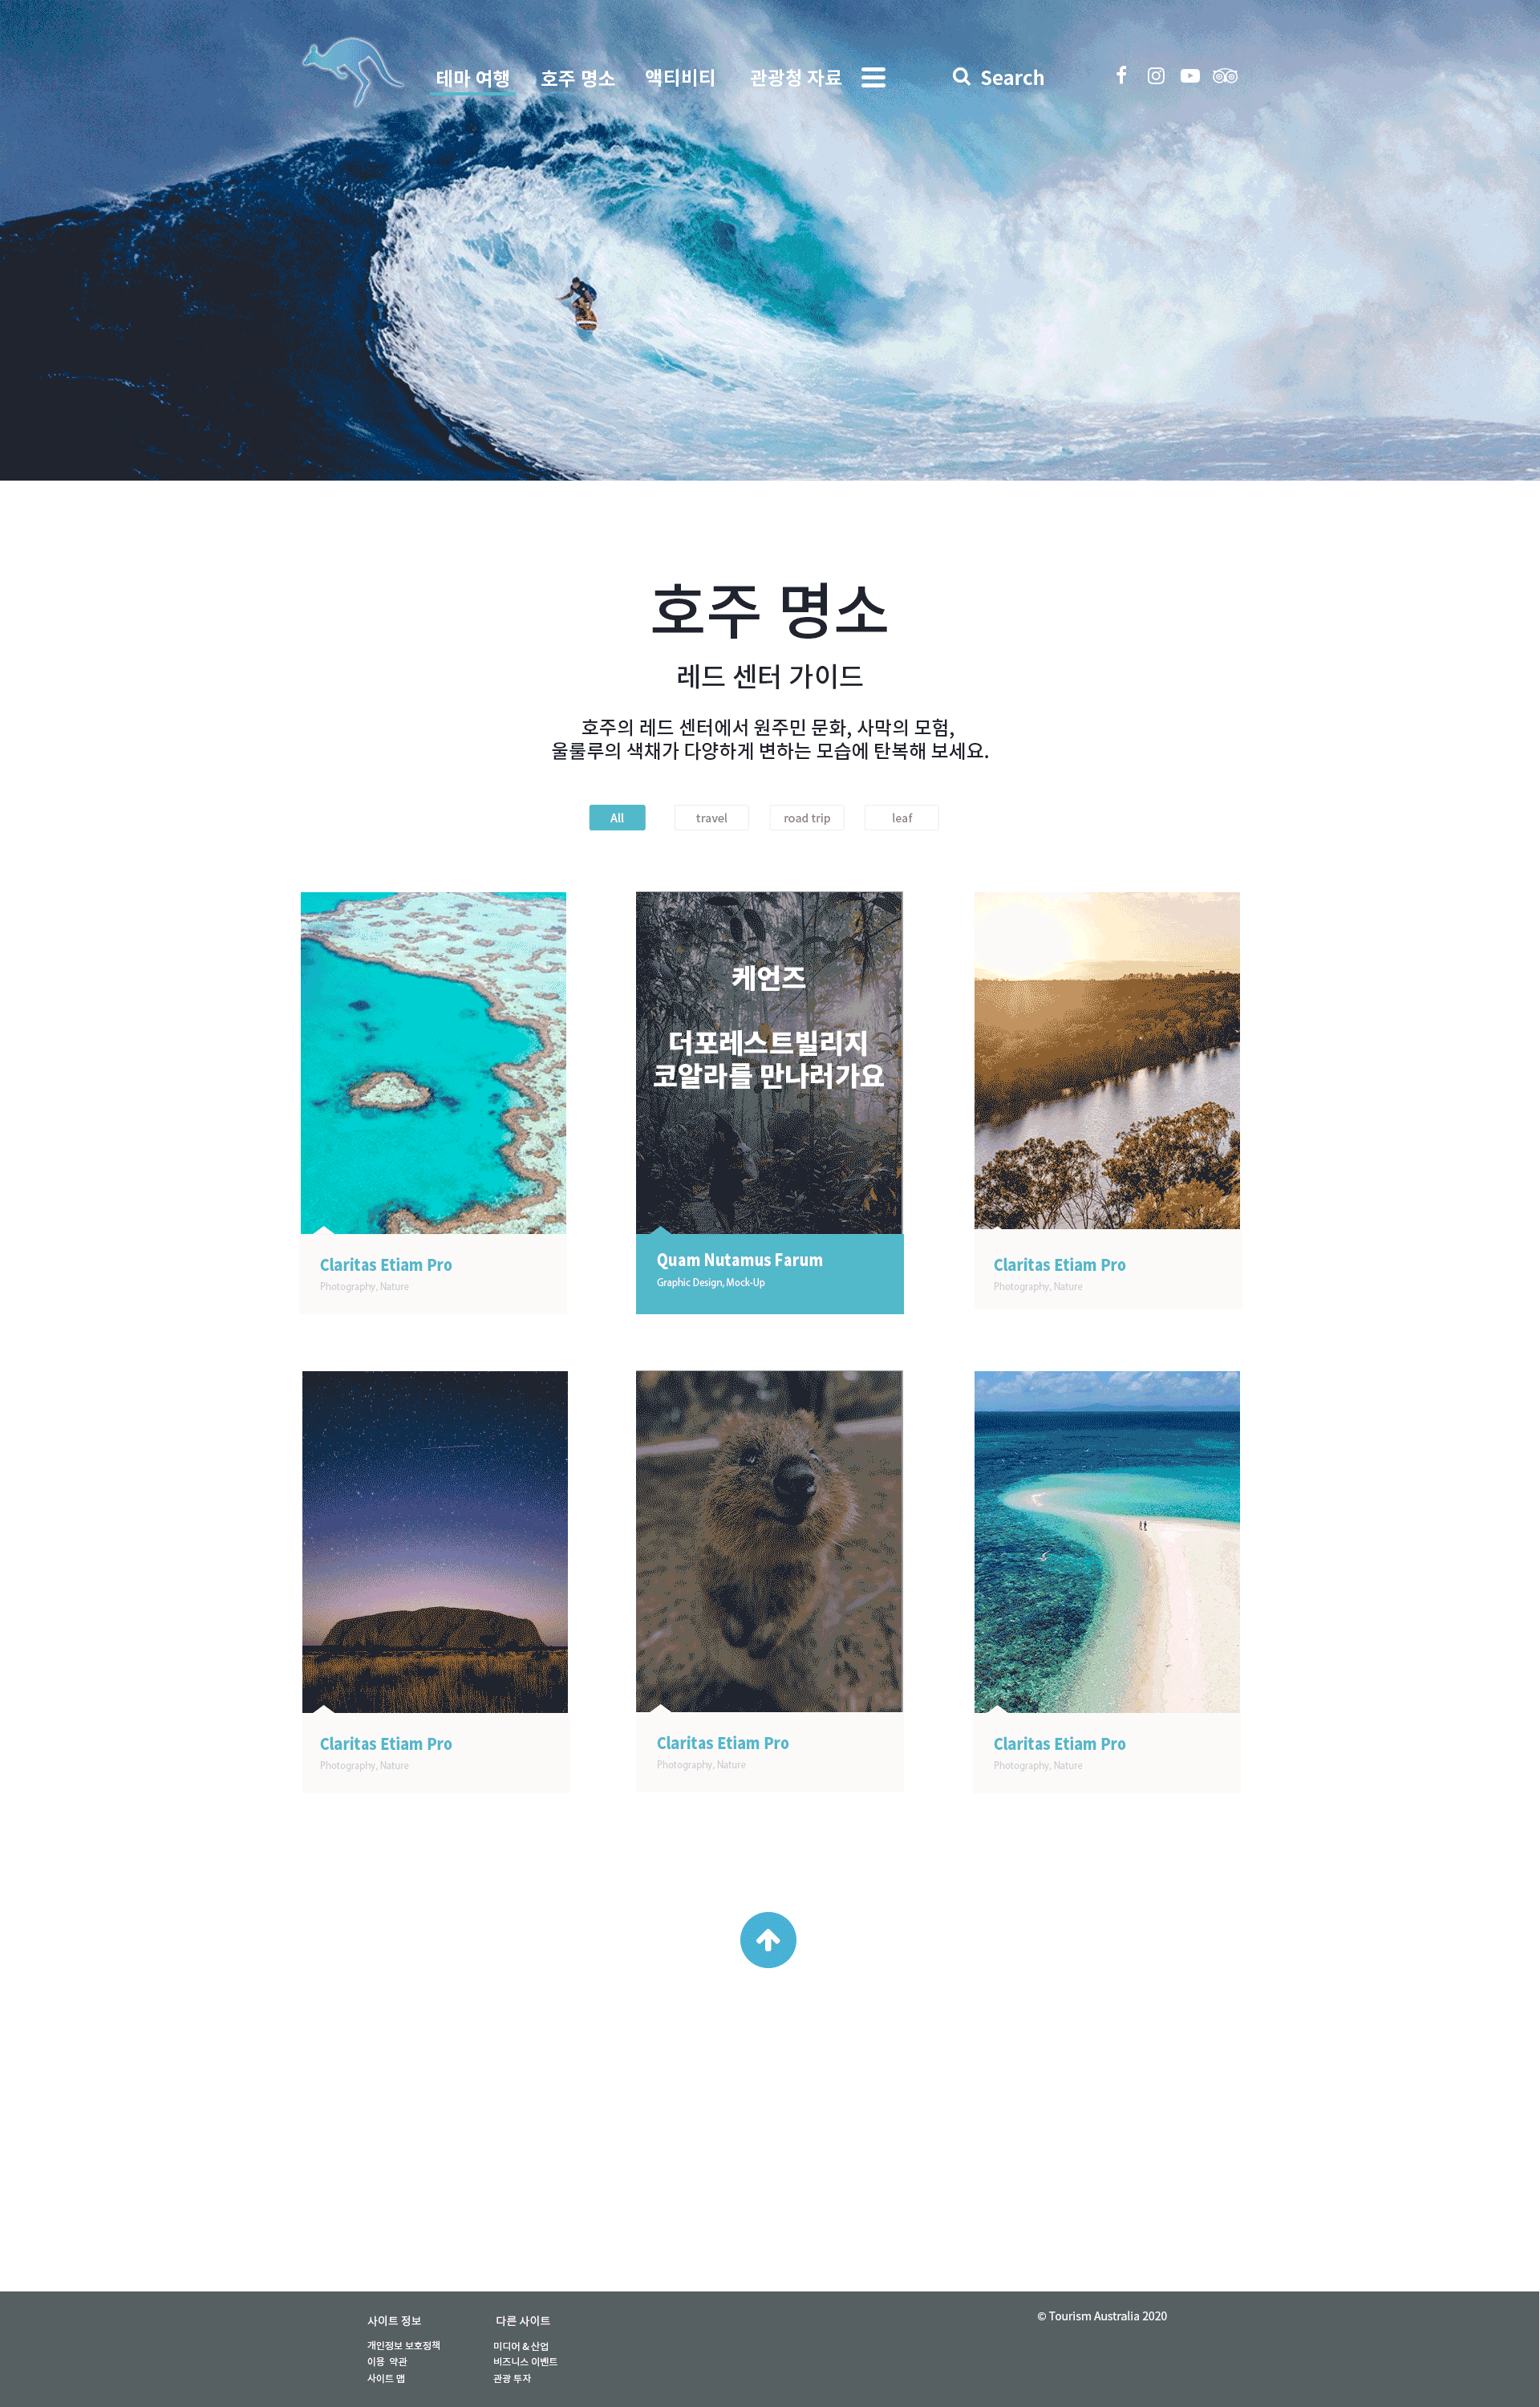 테마 여행
호주 명소
액티비티
관광청 자료
Search
호주 명소
레드 센터 가이드
호주의 레드 센터에서 원주민 문화, 사막의 모험,
울룰루의 색채가 다양하게 변하는 모습에 탄복해 보세요.
All
travel
road trip
leaf
케언즈
더포레스트빌리지
코알라를 만나러가요
Claritas Etiam Pro
Photography, Nature
Quam Nutamus Farum
Graphic Design, Mock-Up
Claritas Etiam Pro
Photography, Nature
Claritas Etiam Pro
Photography, Nature
Claritas Etiam Pro
Photography, Nature
Claritas Etiam Pro
Photography, Nature
사이트 정보
개인정보 보호정책
이용 약관
사이트 맵
다른 사이트
미디어 & 산업
비즈니스 이벤트
관광 투자
© Tourism Australia 2020